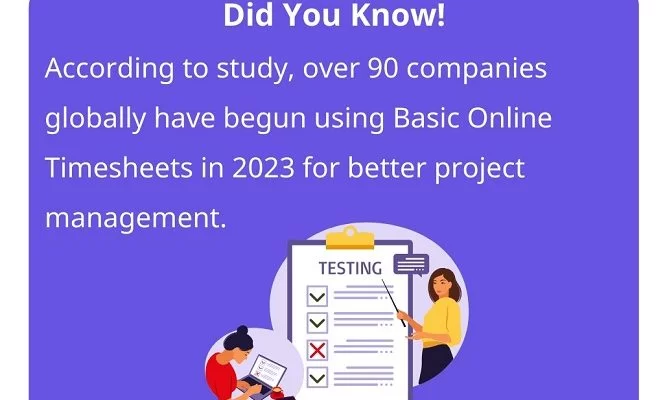 Did You Know!
According to study, over 90 companies
globally have begun using Basic Online
Timesheets in 2023 for better project
management.
TESTING